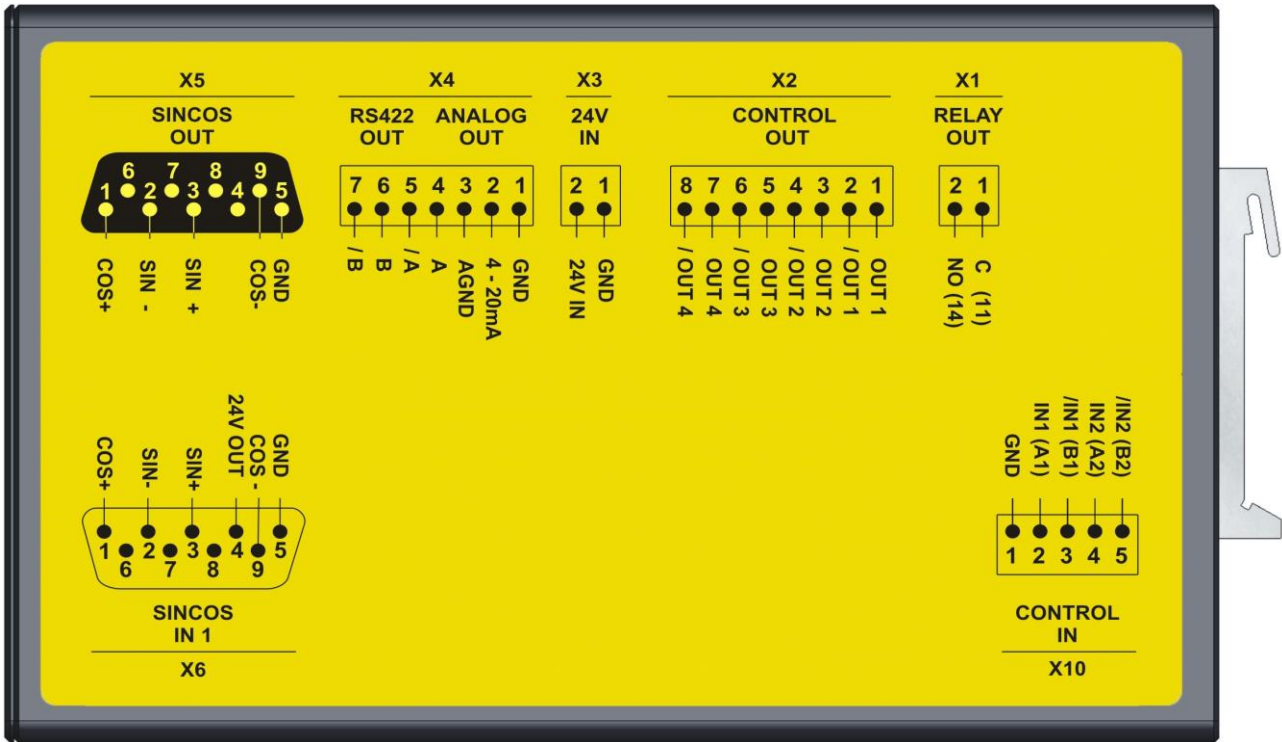 X5
SINCOS
OUT
6 7 8 9
1 2 3 4 5
COS+
SIN -
SIN +
COS-
GND
X4
RS422 ANALOG
OUT OUT
7 6 5 4 3 2 1
/ B
B
/ A
A
AGND
4 - 20mA
GND
X3
24V
IN
2 1
24V IN
GND
X2
CONTROL
OUT
8 7 6 5 4 3 2 1
/ OUT 4
OUT 4
/ OUT 3
OUT 3
/ OUT 2
OUT 2
/ OUT 1
OUT 1
X1
RELAY
OUT
2 1
NO (14)
C (11)
COS+
SIN-
SIN+
24V OUT
COS -
GND
1 2 3 4 5
6 7 8 9
SINCOS
IN 1
X6
GND
IN1 (A1)
/IN1 (B1)
IN2 (A2)
/IN2 (B2)
1 2 3 4 5
CONTROL
IN
X10